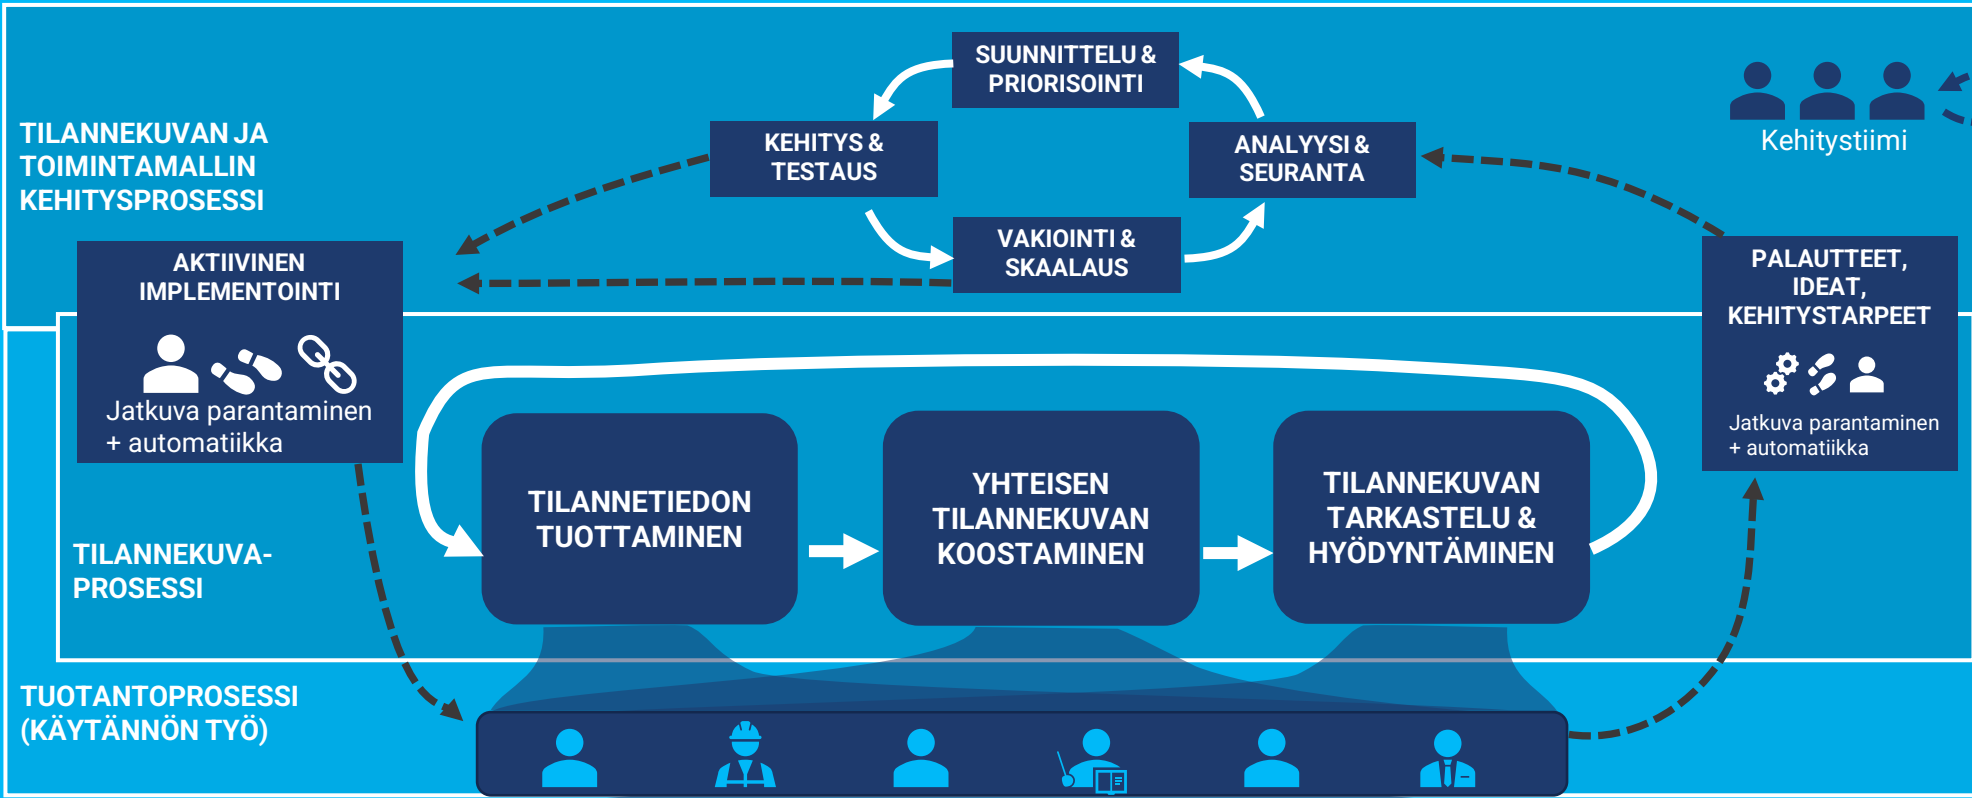 TILANNEKUVAN JA
TOIMINTAMALLIN
KEHITYSPROSESSI
SUUNNITTELU &
PRIORISOINTI
KEHITYS &
TESTAUS
ANALYYSI &
SEURANTA
VAKIOINTI &
SKAALAUS
Kehitystiimi
AKTIIVINEN
IMPLEMENTOINTI
Jatkuva parantaminen
+ automatiikka
PALAUTTEET,
IDEAT,
KEHITYSTARPEET
Jatkuva parantaminen
+ automatiikka
TILANNEKUVA-
PROSESSI
TILANNETIEDON
TUOTTAMINEN
YHTEISEN
TILANNEKUVAN
KOOSTAMINEN
TILANNEKUVAN
TARKASTELU &
HYÖDYNTÄMINEN
TUOTANTOPROSESSI
(KÄYTÄNNÖN TYÖ)